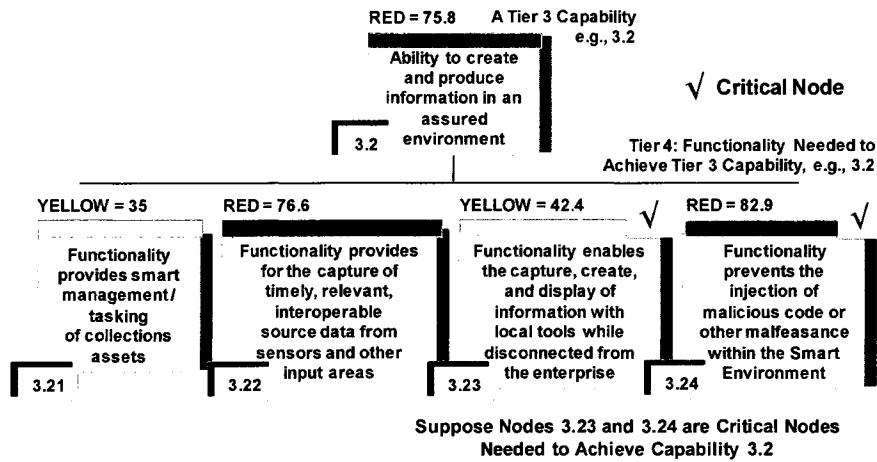 RED = 75.8
A Tier 3 Capability
e.g., 3.2
Ability to create
and produce
information in an
assured
environment
3.2
√ Critical Node
Tier 4: Functionality Needed to
Achieve Tier 3 Capability, e.g., 3.2
YELLOW = 35
Functionality
provides smart
management/
tasking
of collections
assets
3.21
RED = 76.6
Functionality provides
for the capture of
timely, relevant,
interoperable
source data from
sensors and other
input areas
3.22
YELLOW = 42.4
√
Functionality enables
the capture, create,
and display of
information with
local tools while
disconnected from
the enterprise
3.23
RED = 82.9
√
Functionality
prevents the
injection of
malicious code or
other malfeasance
within the Smart
Environment
3.24
Suppose Nodes 3.23 and 3.24 are Critical Nodes
Needed to Achieve Capability 3.2